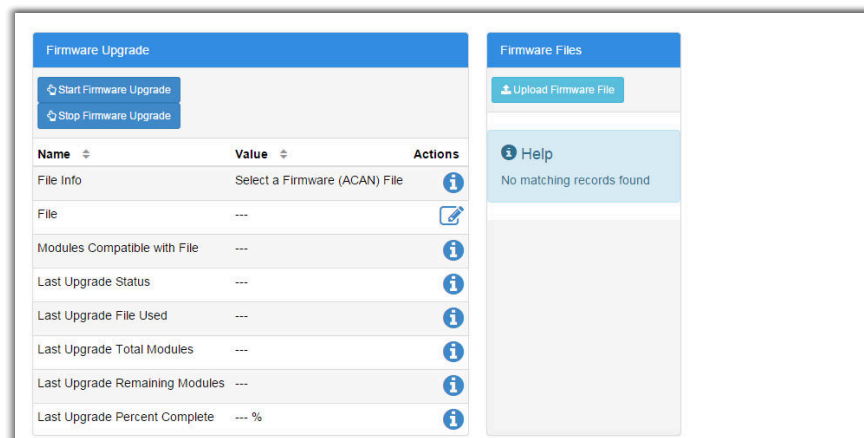 Firmware Upgrade
Start Firmware Upgrade
Stop Firmware Upgrade
Name Value Actions
File Info Select a Firmware (ACAN) File
File ---
Modules Compatible with File ---
Last Upgrade Status ---
Last Upgrade File Used ---
Last Upgrade Total Modules ---
Last Upgrade Remaining Modules ---
Last Upgrade Percent Complete --- %
Firmware Files
Upload Firmware File
Help
No matching records found